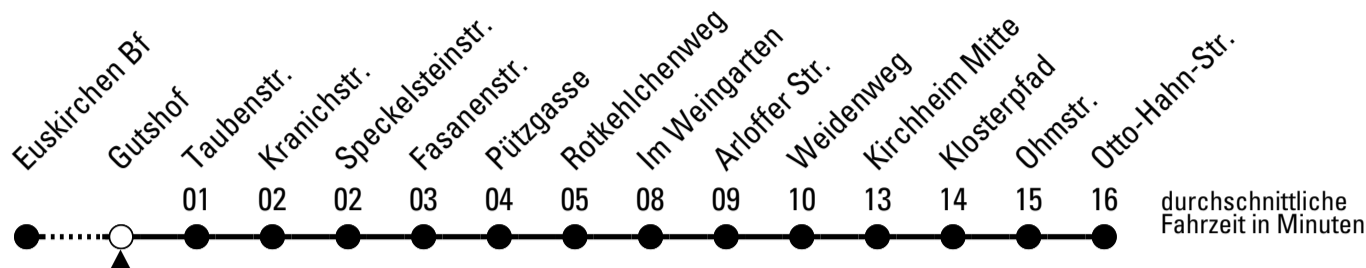 Euskirchen Bf
Gutshof
Taubenstr.
Kranichstr.
Speckelsteinstr.
Fasanenstr.
Pützgasse
Rotkehlchenweg
Im Weingarten
Arloffer Str.
Weidenweg
Kirchheim Mitte
Klosterpfad
Ohmstr.
Otto-Hahn-Str.
01 02 02 03 04 05 08 09 10 13 14 15 16
durchschnittliche
Fahrzeit in Minuten